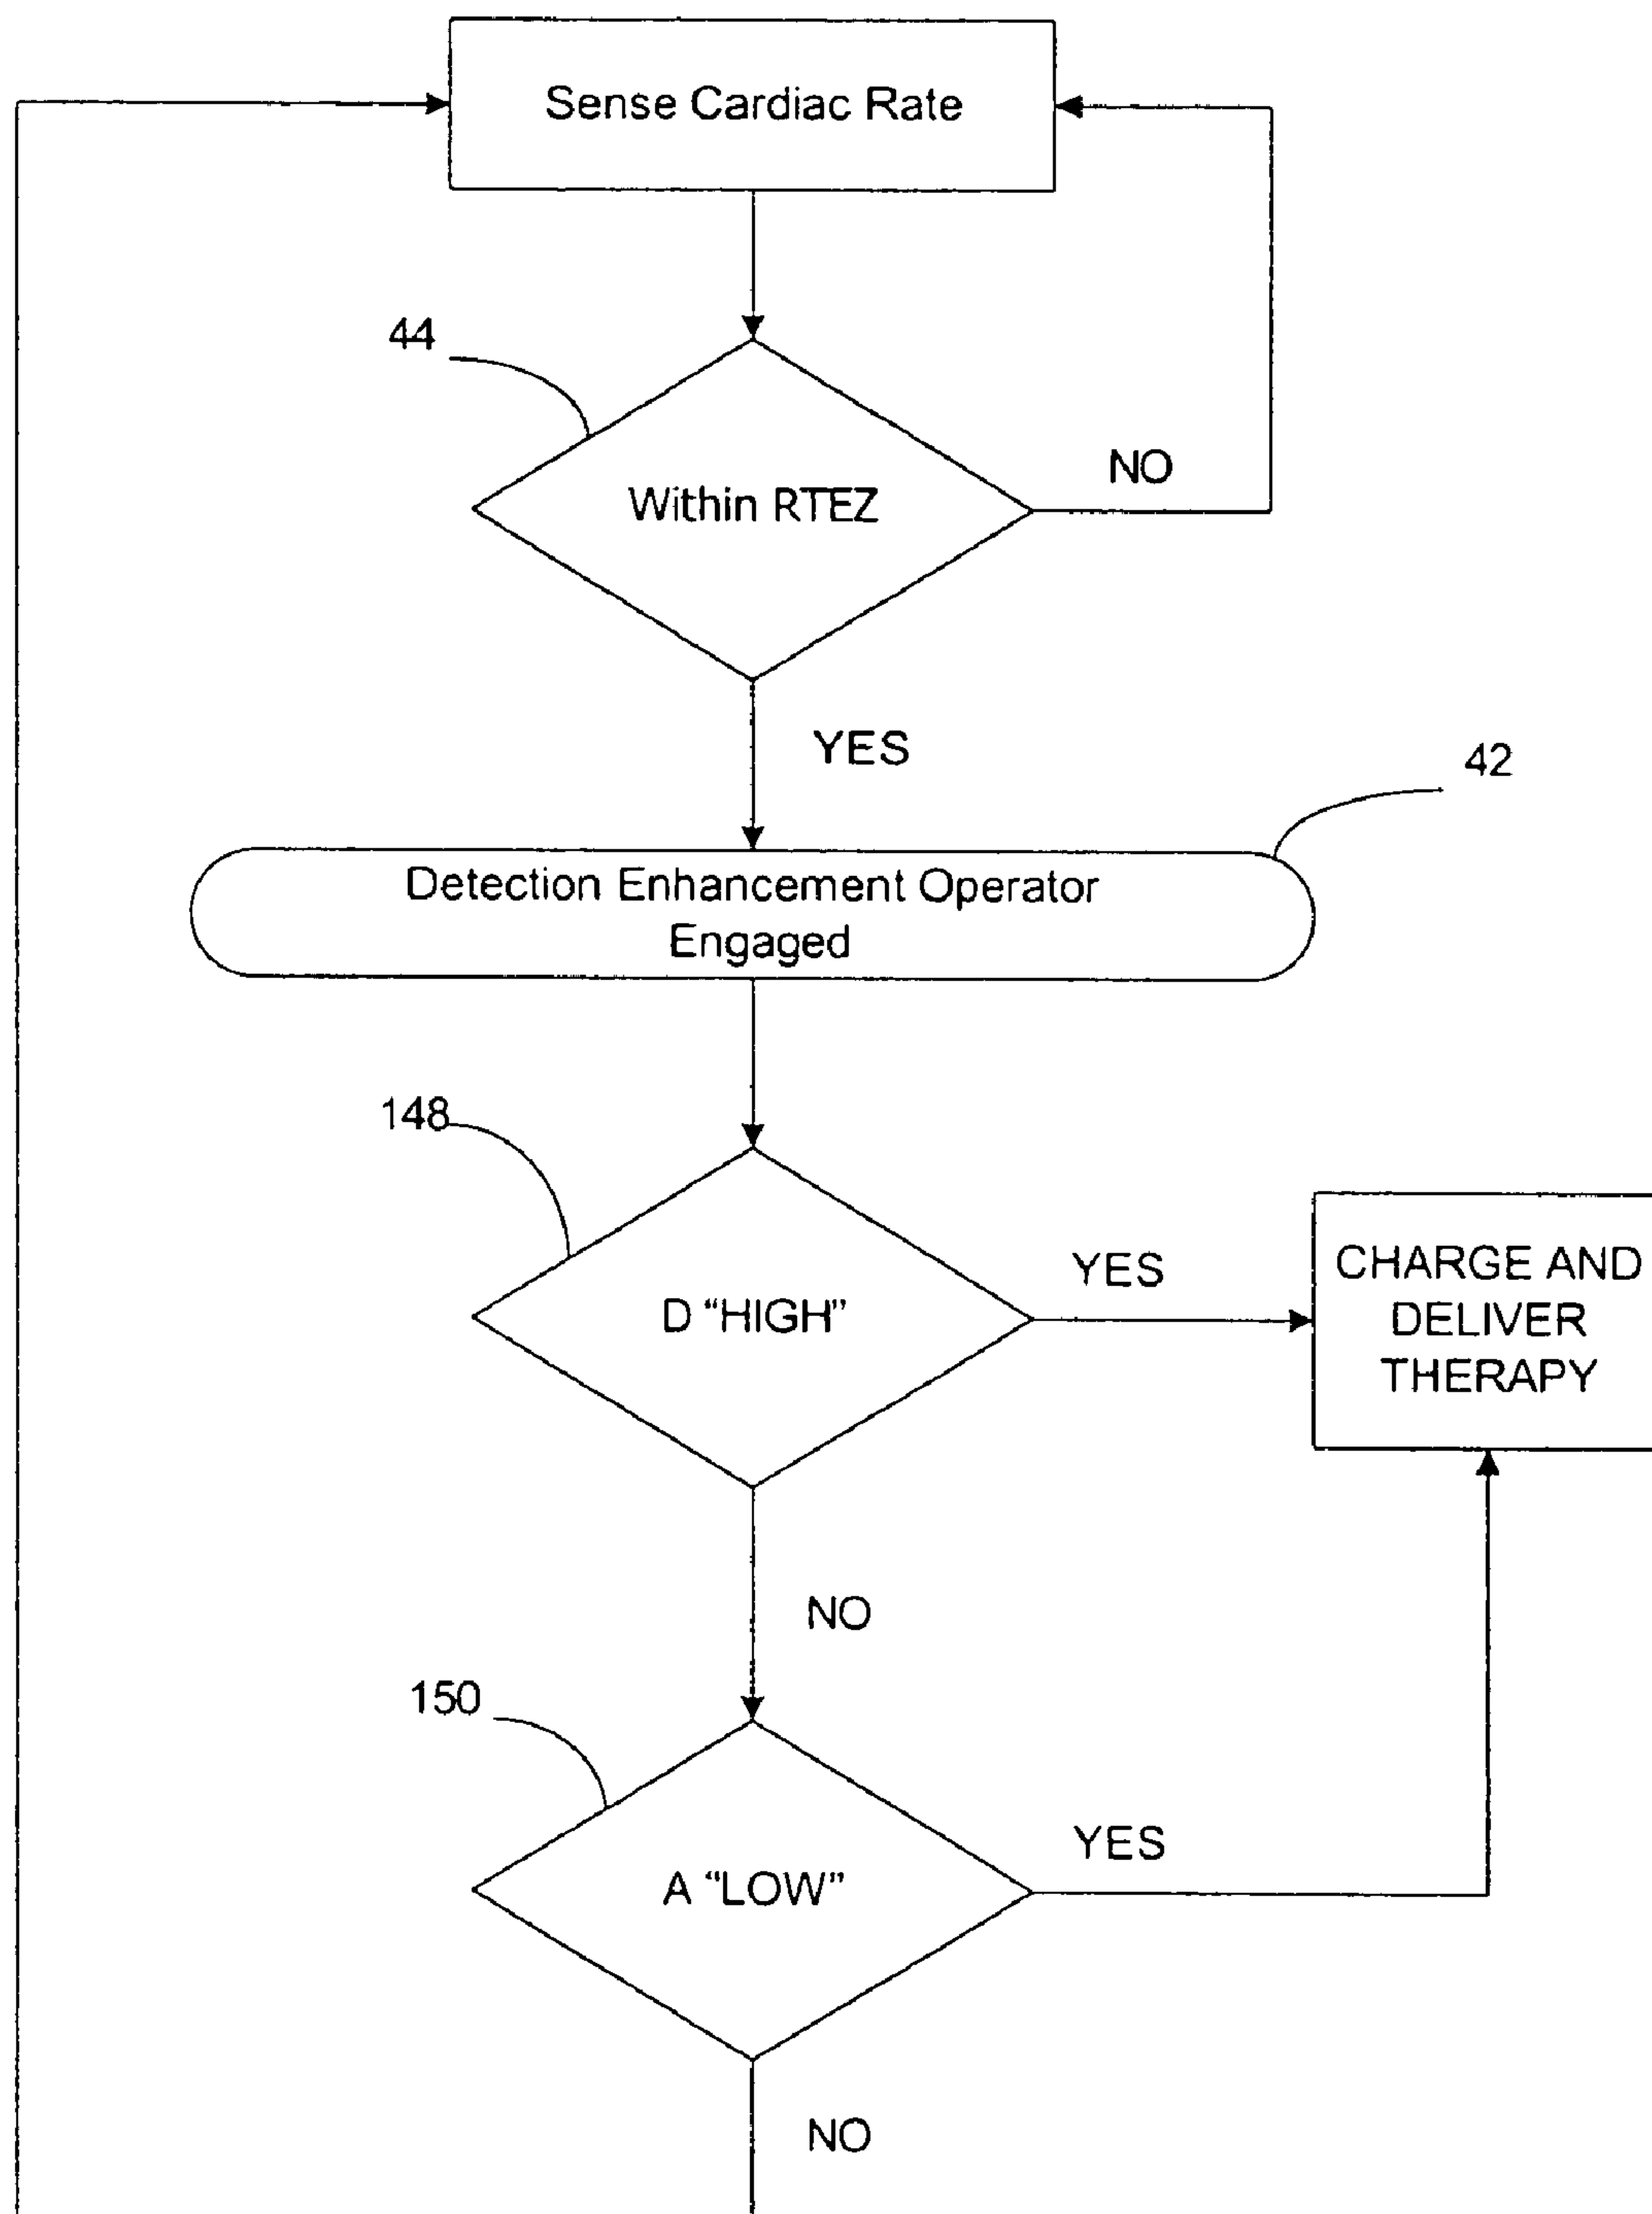 Sense Cardiac Rate
44
Within RTEZ
NO
YES
42
Detection Enhancement Operator
Engaged
148
D “HIGH”
YES
CHARGE AND
DELIVER
THERAPY
NO
150
A “LOW”
YES
NO